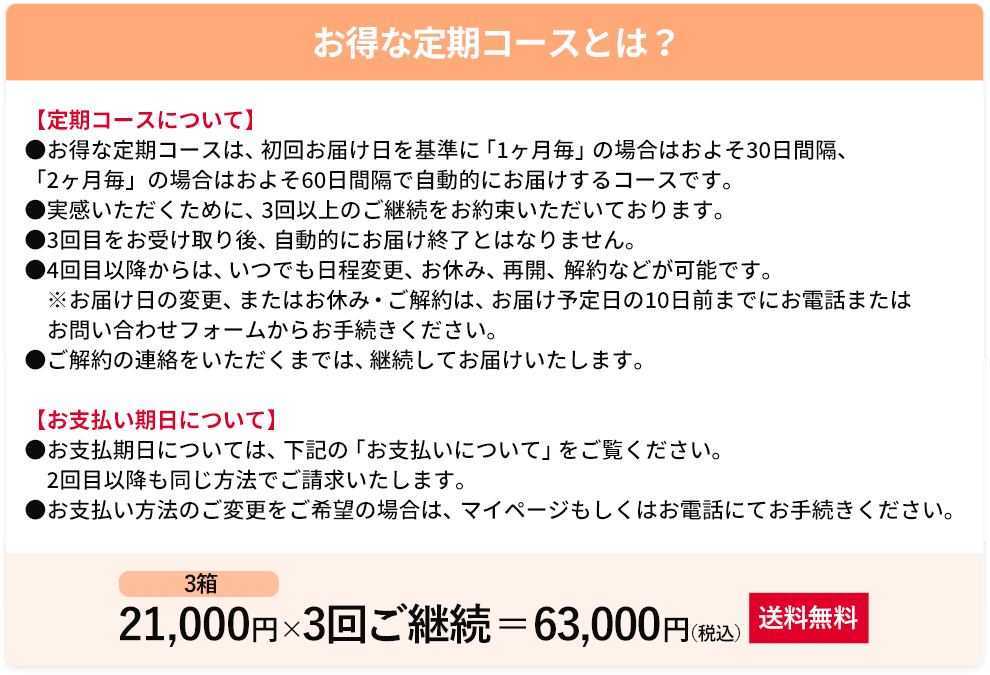 お得な定期コースとは？
【定期コースについて】
●お得な定期コースは、初回お届け日を基準に「1ヶ月毎」の場合はおよそ30日間隔、
「2ヶ月毎」の場合はおよそ60日間隔で自動的にお届けするコースです。
●実感いただくために、3回以上のご継続をお約束いただいております。
●3回目をお受け取り後、自動的にお届け終了とはなりません。
●4回目以降からは、いつでも日程変更、お休み、再開、解約などが可能です。
※お届け日の変更、またはお休み・ご解約は、お届け予定日の10日前までにお電話または
お問い合わせフォームからお手続きください。
●ご解約の連絡をいただくまでは、継続してお届けいたします。
【お支払い期日について】
●お支払期日については、下記の「お支払いについて」をご覧ください。
2回目以降も同じ方法でご請求いたします。
●お支払い方法のご変更をご希望の場合は、マイページもしくはお電話にてお手続きください。
3箱
21,000円×3回ご継続＝63,000円(税込) 送料無料